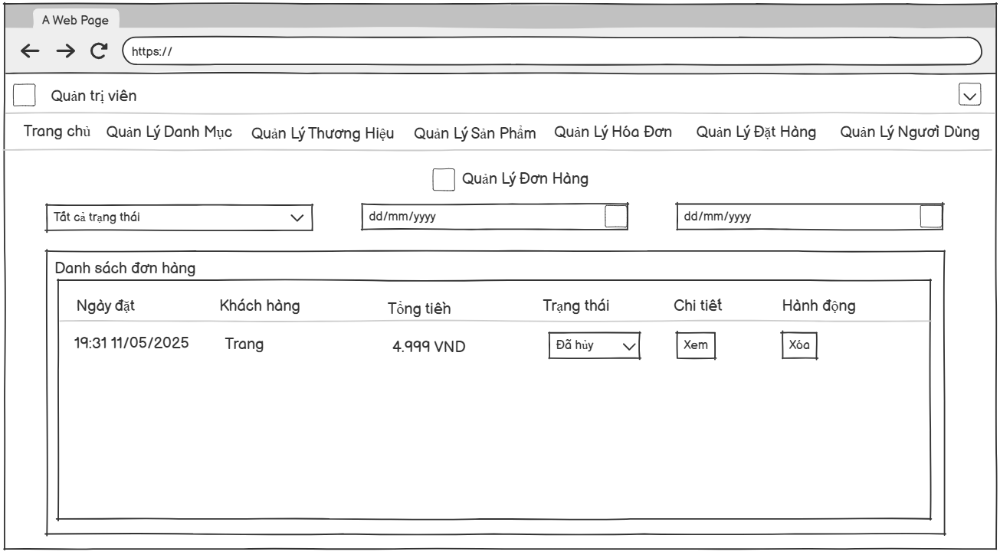 A Web Page
https://
Quản trị viên
Trang chủ Quản Lý Danh Mục Quản Lý Thương Hiệu Quản Lý Sản Phẩm Quản Lý Hóa Đơn Quản Lý Đặt Hàng Quản Lý Người Dùng
Quản Lý Đơn Hàng
Tất cả trạng thái dd/mm/yyyy dd/mm/yyyy
Danh sách đơn hàng
Ngày đặt Khách hàng Tổng tiền Trạng thái Chi tiết Hành động
19:31 11/05/2025 Trang 4.999 VND Đã hủy Xem Xóa